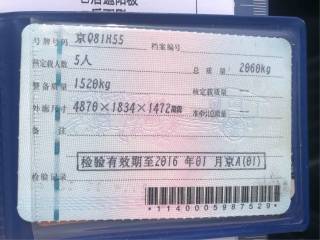 号牌号码 京Q81H55 档案编号
核定载人数 5人 总质量 2060kg
整备质量 1520kg 核定载质量 --
外廓尺寸 4870×1834×1472mm 准牵引总质量 --
备注
检验有效期至2016 年01 月京A(01)
检验记录
*1140005987529*